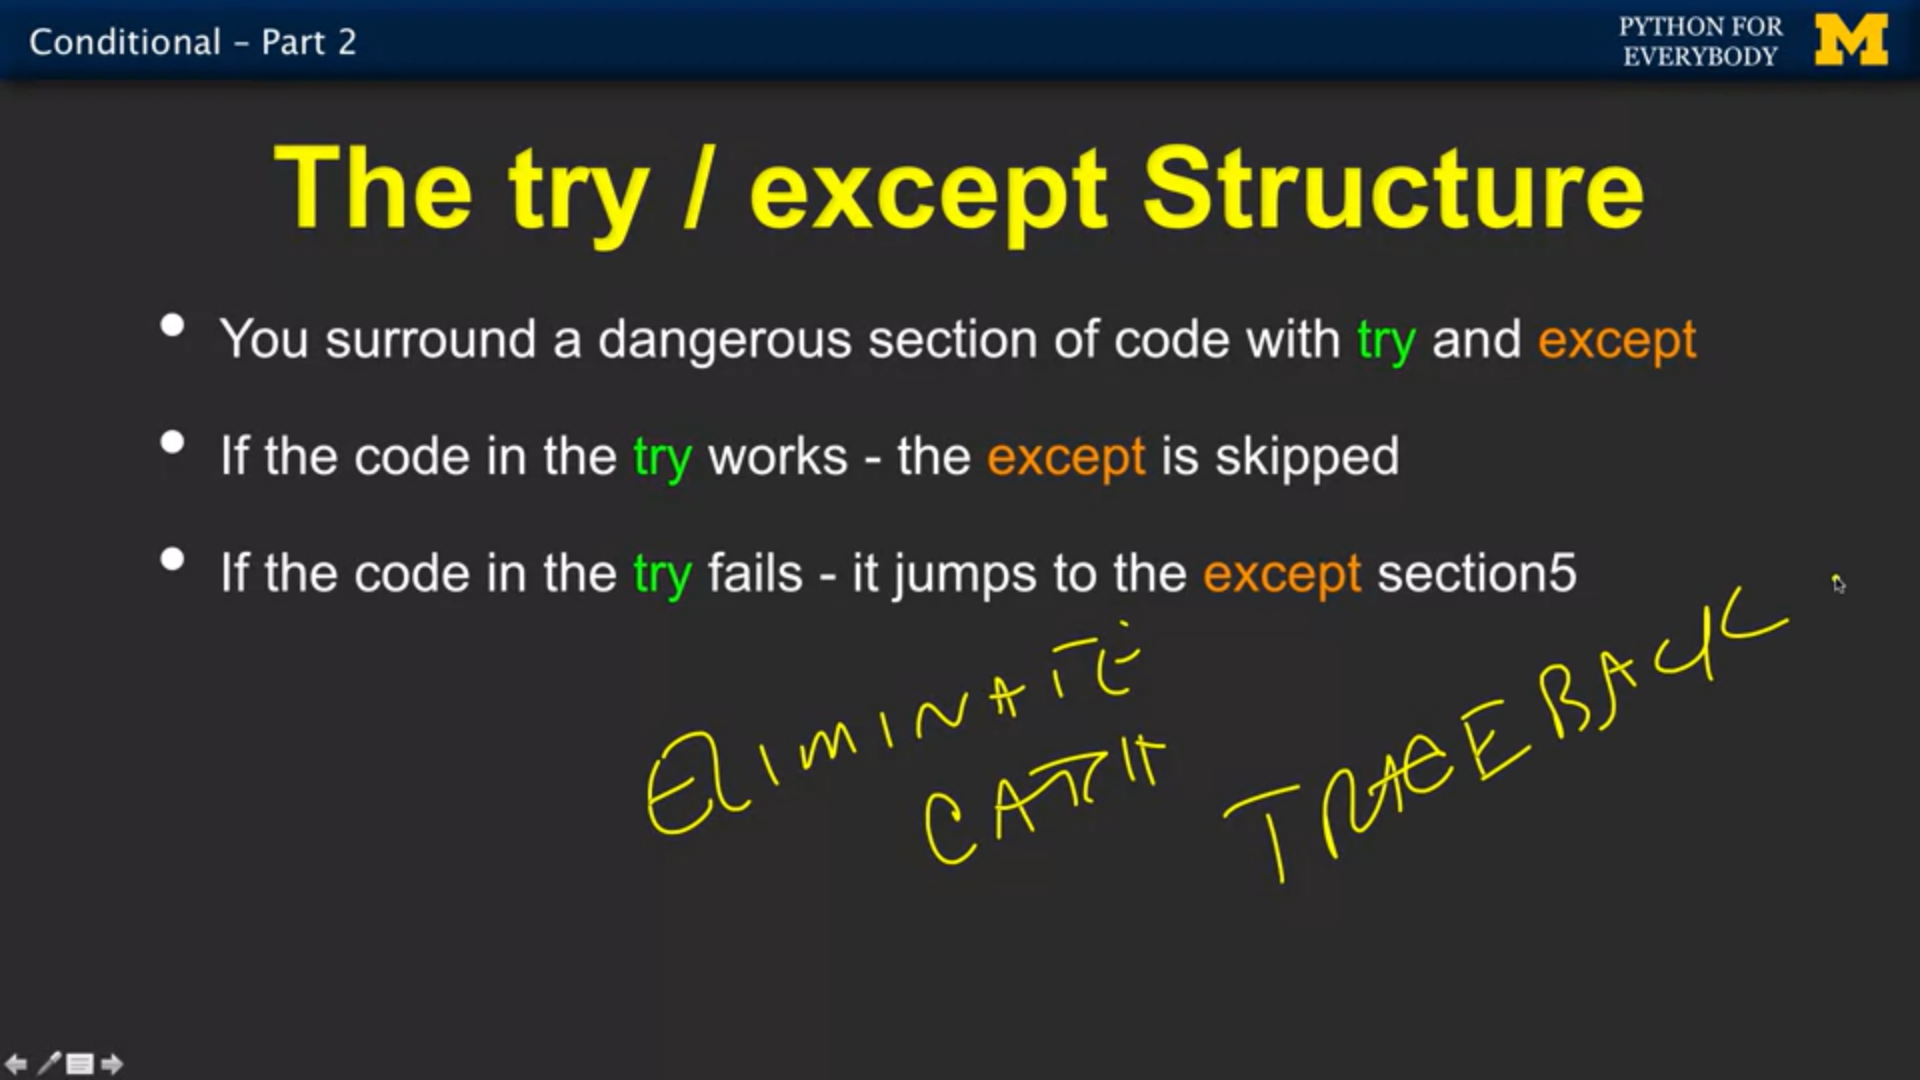 Conditional – Part 2
PYTHON FOR
EVERYBODY
M
The try / except Structure
• You surround a dangerous section of code with try and except
• If the code in the try works - the except is skipped
• If the code in the try fails - it jumps to the except section5
ELIMINATE
CATCH
TRACEBACK